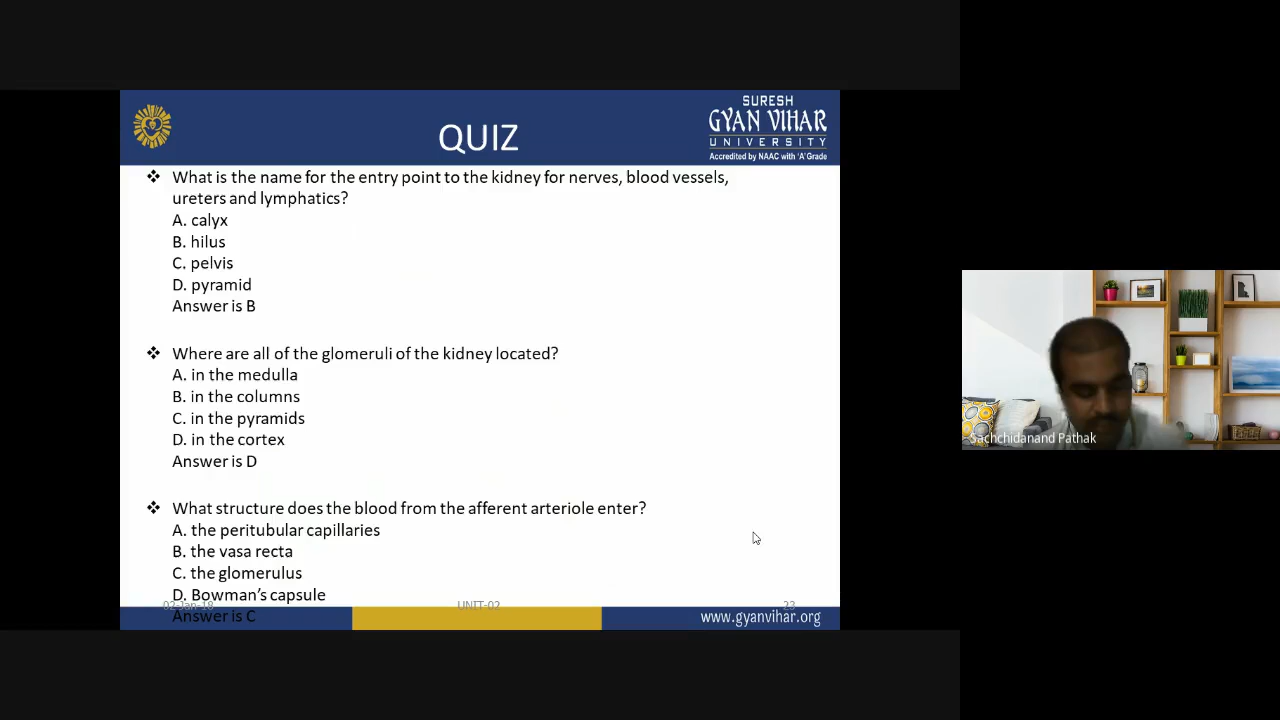 SURESH
GYAN VIHAR
UNIVERSITY
Accredited by NAAC with 'A' Grade
QUIZ
❖ What is the name for the entry point to the kidney for nerves, blood vessels,
ureters and lymphatics?
A. calyx
B. hilus
C. pelvis
D. pyramid
Answer is B
❖ Where are all of the glomeruli of the kidney located?
A. in the medulla
B. in the columns
C. in the pyramids
D. in the cortex
Answer is D
❖ What structure does the blood from the afferent arteriole enter?
A. the peritubular capillaries
B. the vasa recta
C. the glomerulus
D. Bowman’s capsule
Answer is C
02-Jan-18
UNIT-02
23
www.gyanvihar.org
Sachchidanand Pathak